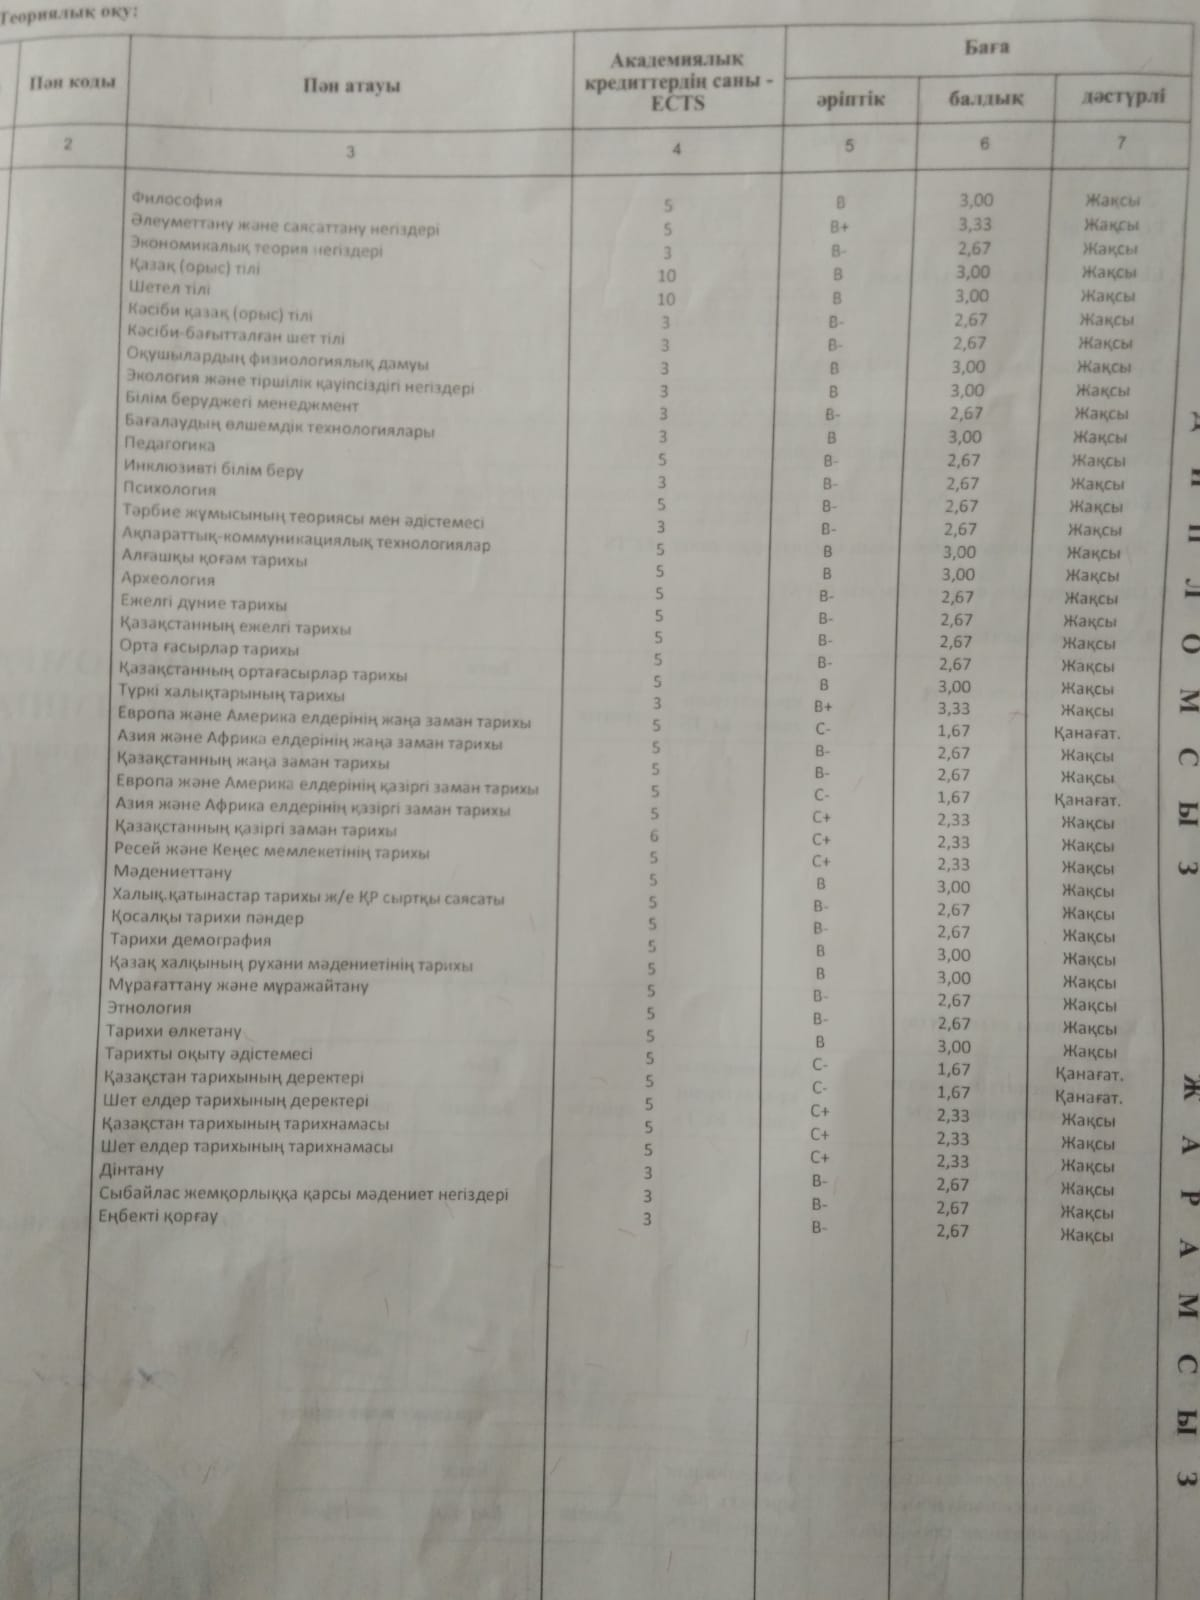 Теориялық оқу:
Пән коды Пән атауы Академиялық кредиттердің саны - ECTS Баға
әріптік балдық дәстүрлі
2 3 4 5 6 7
Философия 5 B 3,00 Жақсы
Әлеуметтану және саясаттану негіздері 5 B+ 3,33 Жақсы
Экономикалық теория негіздері 3 B- 2,67 Жақсы
Қазақ (орыс) тілі 10 B 3,00 Жақсы
Шетел тілі 10 B 3,00 Жақсы
Кәсіби қазақ (орыс) тілі 3 B- 2,67 Жақсы
Кәсіби-бағытталған шет тілі 3 B- 2,67 Жақсы
Оқушылардың физиологиялық дамуы 3 B 3,00 Жақсы
Экология және тіршілік қауіпсіздігі негіздері 3 B 3,00 Жақсы
Білім беруджегі менеджмент 3 B- 2,67 Жақсы
Бағалаудың өлшемдік технологиялары 3 B 3,00 Жақсы
Педагогика 5 B- 2,67 Жақсы
Инклюзивті білім беру 3 B- 2,67 Жақсы
Психология 5 B- 2,67 Жақсы
Тәрбие жұмысының теориясы мен әдістемесі 3 B- 2,67 Жақсы
Ақпараттық-коммуникациялық технологиялар 5 B 3,00 Жақсы
Алғашқы қоғам тарихы 5 B 3,00 Жақсы
Археология 5 B- 2,67 Жақсы
Ежелгі дүние тарихы 5 B- 2,67 Жақсы
Қазақстанның ежелгі тарихы 5 B- 2,67 Жақсы
Орта ғасырлар тарихы 5 B- 2,67 Жақсы
Қазақстанның ортағасырлар тарихы 5 B 3,00 Жақсы
Түркі халықтарының тарихы 3 B+ 3,33 Жақсы
Европа және Америка елдерінің жаңа заман тарихы 5 C- 1,67 Қанағат.
Азия және Африка елдерінің жаңа заман тарихы 5 B- 2,67 Жақсы
Қазақстанның жаңа заман тарихы 5 B- 2,67 Жақсы
Европа және Америка елдерінің қазіргі заман тарихы 5 C- 1,67 Қанағат.
Азия және Африка елдерінің қазіргі заман тарихы 5 C+ 2,33 Жақсы
Қазақстанның қазіргі заман тарихы 6 C+ 2,33 Жақсы
Ресей және Кеңес мемлекетінің тарихы 5 C+ 2,33 Жақсы
Мәдениеттану 5 B 3,00 Жақсы
Халық.қатынастар тарихы ж/е ҚР сыртқы саясаты 5 B- 2,67 Жақсы
Қосалқы тарихи пәндер 5 B- 2,67 Жақсы
Тарихи демография 5 B 3,00 Жақсы
Қазақ халқының рухани мәдениетінің тарихы 5 B 3,00 Жақсы
Мұрағаттану және мұражайтану 5 B- 2,67 Жақсы
Этнология 5 B- 2,67 Жақсы
Тарихи өлкетану 5 B 3,00 Жақсы
Тарихты оқыту әдістемесі 5 C- 1,67 Қанағат.
Қазақстан тарихының деректері 5 C- 1,67 Қанағат.
Шет елдер тарихының деректері 5 C+ 2,33 Жақсы
Қазақстан тарихының тарихнамасы 5 C+ 2,33 Жақсы
Шет елдер тарихының тарихнамасы 5 C+ 2,33 Жақсы
Дінтану 3 B- 2,67 Жақсы
Сыбайлас жемқорлыққа қарсы мәдениет негіздері 3 B- 2,67 Жақсы
Еңбекті қорғау 3 B- 2,67 Жақсы
ДИПЛОМСЫЗ ЖАРАМСЫЗ